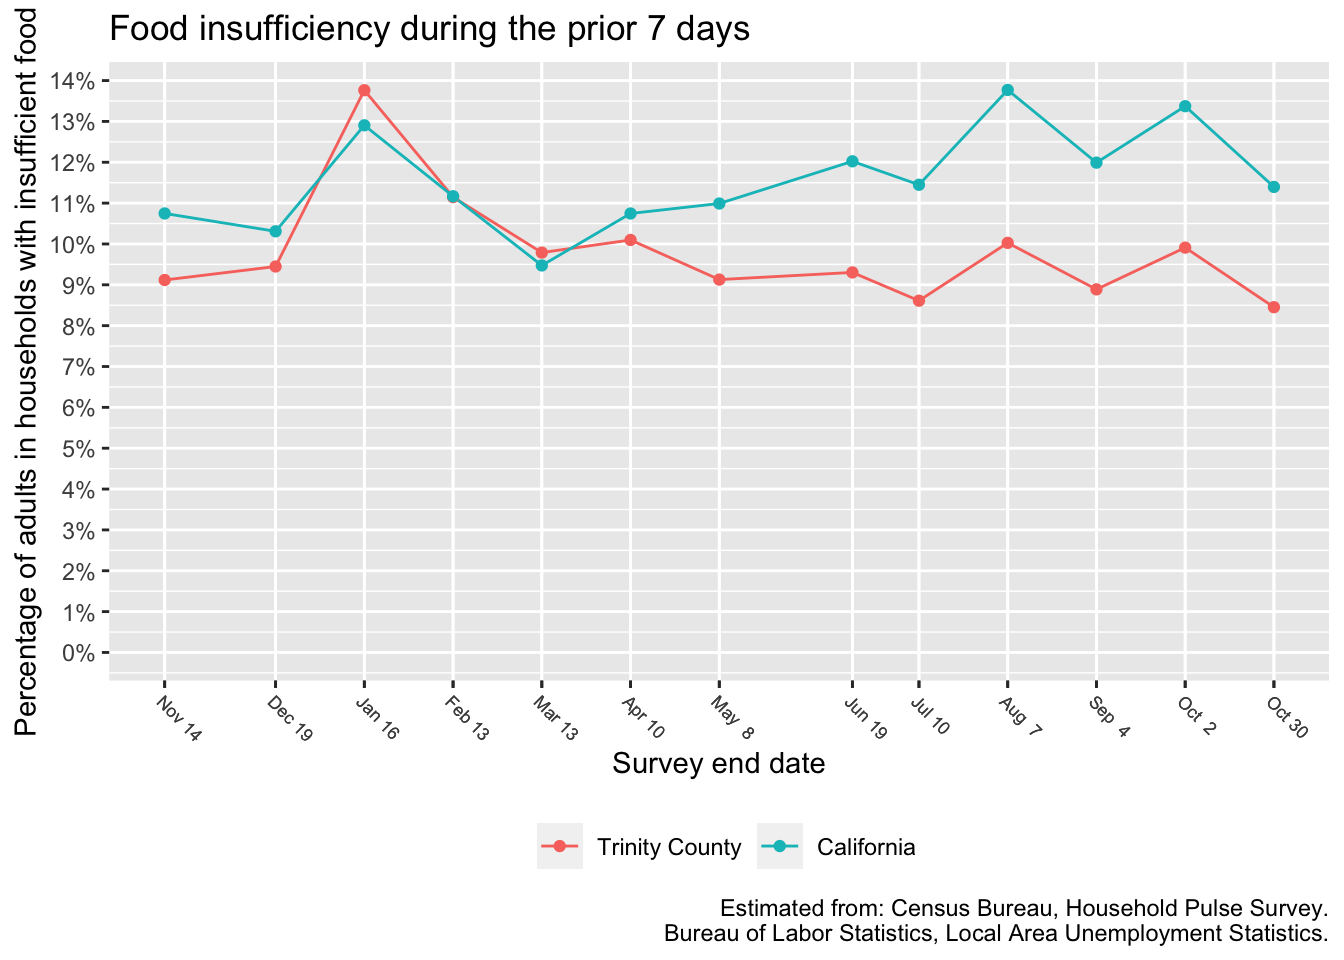 Food insufficiency during the prior 7 days
Percentage of adults in households with insufficient food
14%
13%
12%
11%
10%
9%
8%
7%
6%
5%
4%
3%
2%
1%
0%
Nov 14
Dec 19
Jan 16
Feb 13
Mar 13
Apr 10
May 8
Jun 19
Jul 10
Aug 7
Sep 4
Oct 2
Oct 30
Survey end date
Trinity County
California
Estimated from: Census Bureau, Household Pulse Survey.
Bureau of Labor Statistics, Local Area Unemployment Statistics.